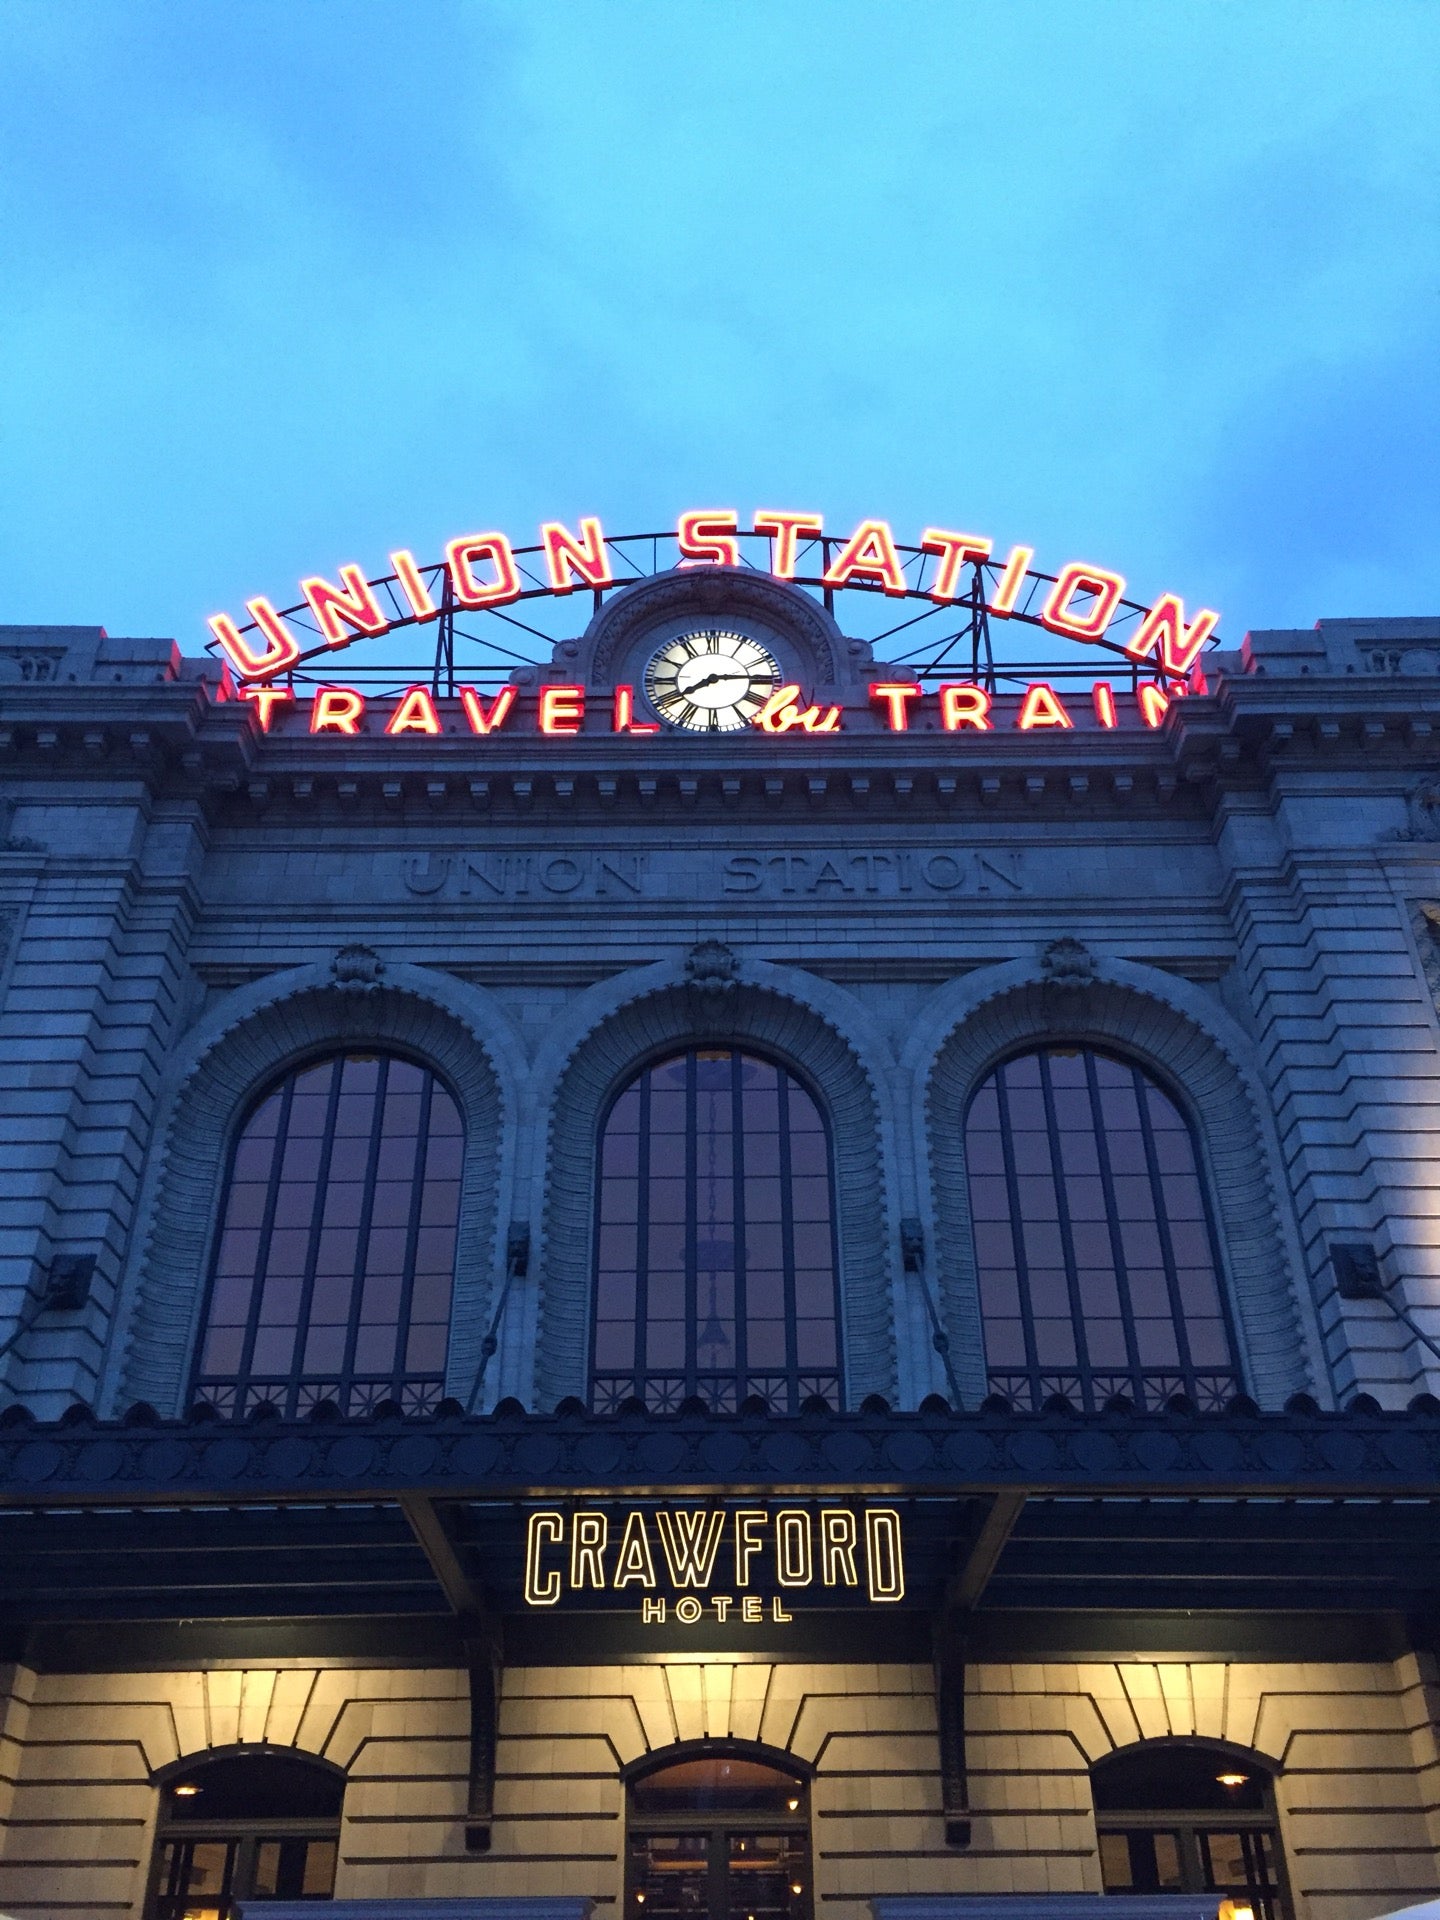 UNION STATION
TRAVEL by TRAIN
UNION STATION
CRAWFORD
HOTEL